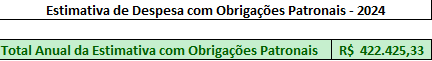 Estimativa de Despesa com Obrigações Patronais - 2024
Total Anual da Estimativa com Obrigações Patronais R$ 422.425,33